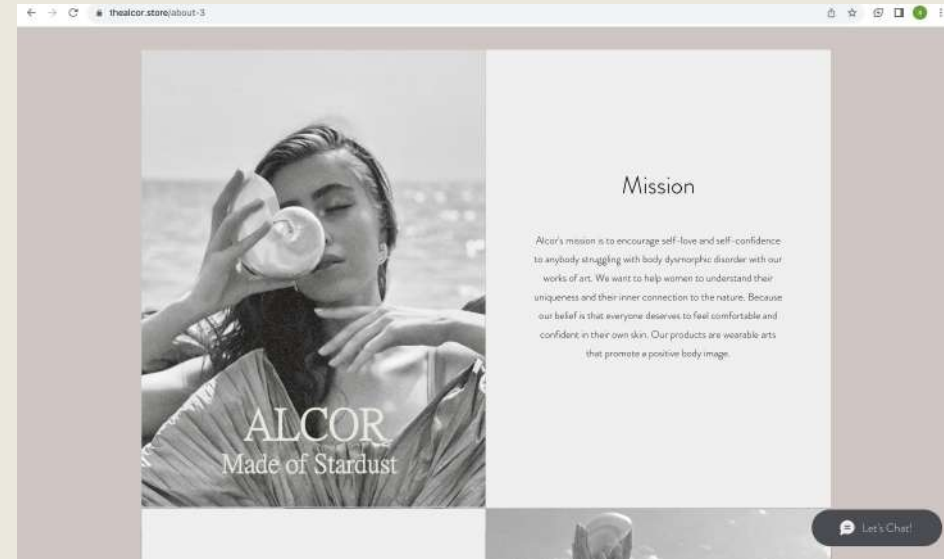 thealcor.store/about-3
Mission
Alcor's mission is to encourage self-love and self-confidence
to anybody struggling with body dysmorphic disorder with our
works of art. We want to help women to understand their
uniqueness and their inner connection to the nature. Because
our belief is that everyone deserves to feel comfortable and
confident in their own skin. Our products are wearable arts
that promote a positive body image.
ALCOR
Made of Stardust
Let's Chat!